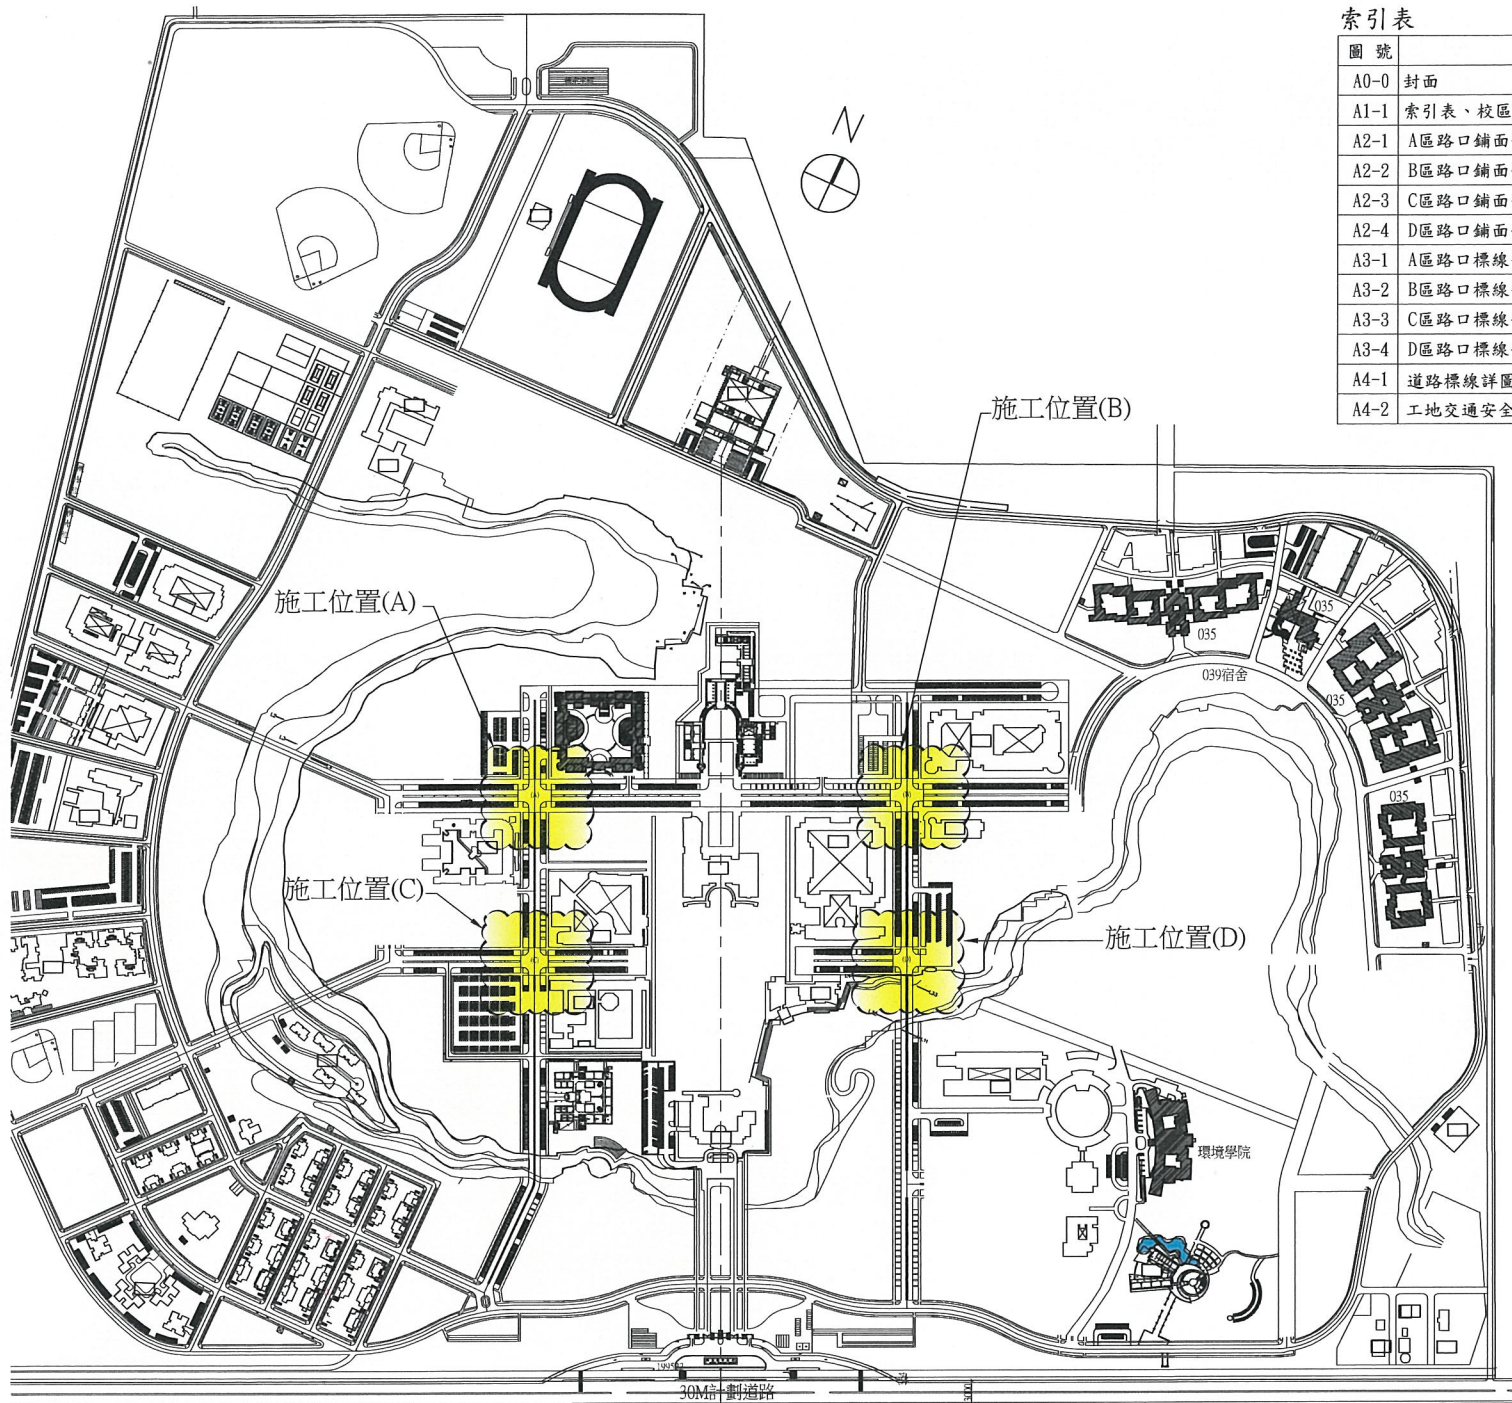 索引表
圖 號
A0-0 封面
A1-1 索引表、校區
A2-1 A區路口鋪面
A2-2 B區路口鋪面
A2-3 C區路口鋪面
A2-4 D區路口鋪面
A3-1 A區路口標線
A3-2 B區路口標線
A3-3 C區路口標線
A3-4 D區路口標線
A4-1 道路標線詳圖
A4-2 工地交通安全
N
施工位置(B)
施工位置(A)
035
035
039宿舍
035
035
(A)
(B)
施工位置(C)
施工位置(D)
(C)
(D)
環境學院
30M計劃道路